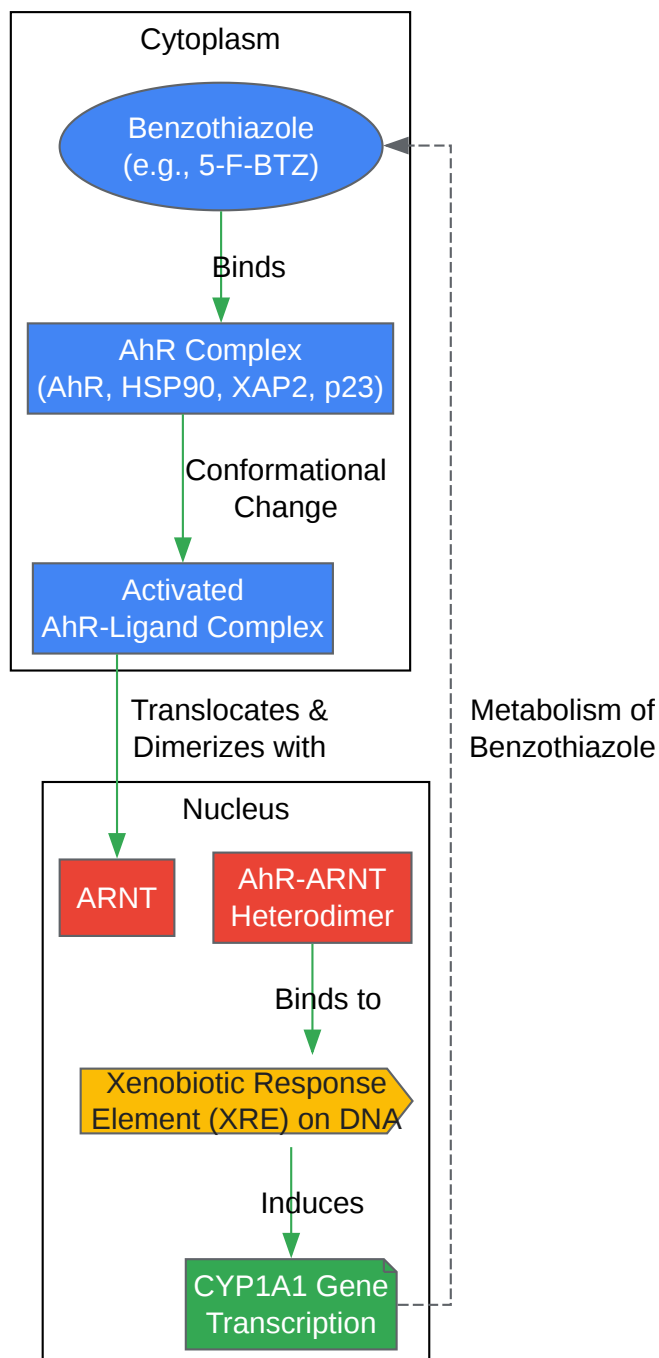 Cytoplasm
Benzothiazole
(e.g., 5-F-BTZ)
Binds
AhR Complex
(AhR, HSP90, XAP2, p23)
Conformational
Change
Activated
AhR-Ligand Complex
Translocates &
Dimerizes with
Metabolism of
Benzothiazole
Nucleus
ARNT
AhR-ARNT
Heterodimer
Binds to
Xenobiotic Response
Element (XRE) on DNA
Induces
CYP1A1 Gene
Transcription